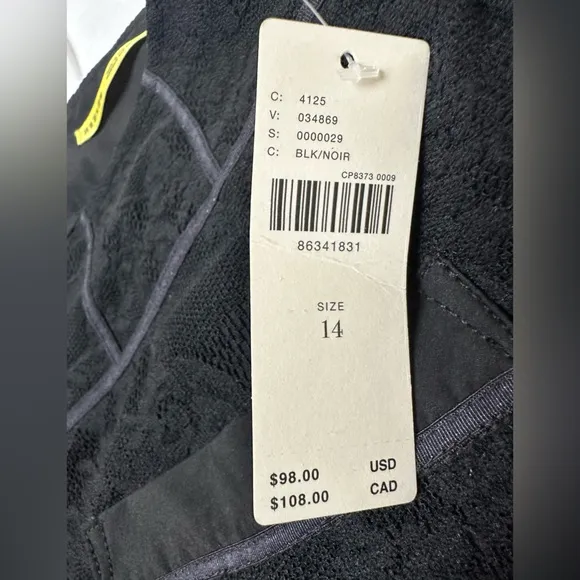 C: 4125
V: 034869
S: 0000029
C: BLK/NOIR
CP8373 0009
86341831
SIZE
14
$98.00 USD
$108.00 CAD